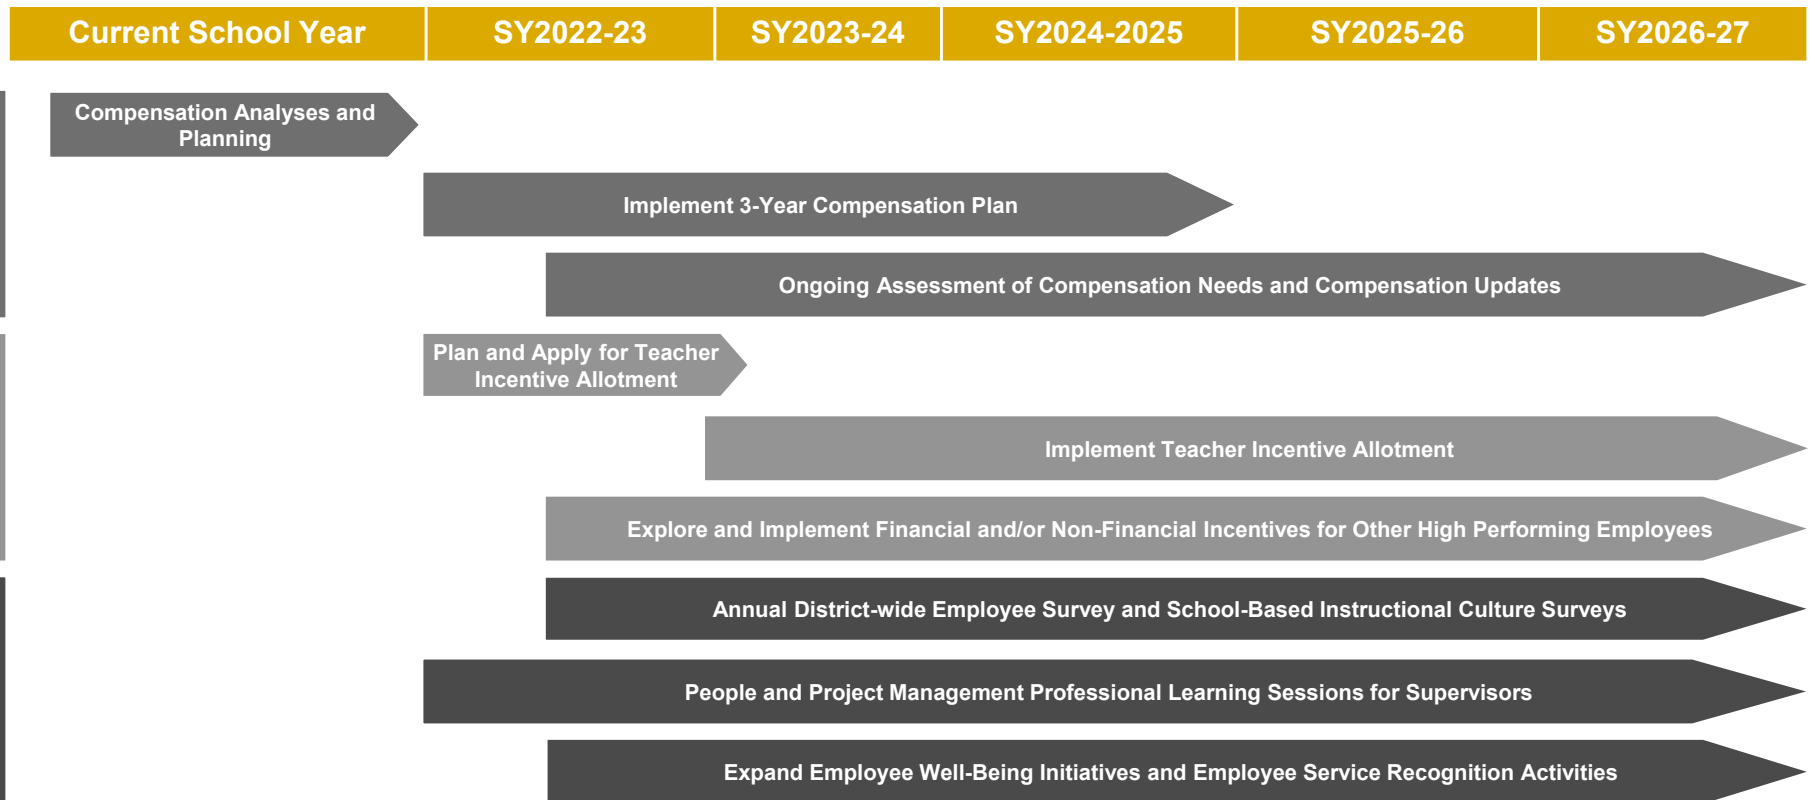 Current School Year SY2022-23 SY2023-24 SY2024-2025 SY2025-26 SY2026-27
Compensation Analyses and
Planning
Implement 3-Year Compensation Plan
Ongoing Assessment of Compensation Needs and Compensation Updates
Plan and Apply for Teacher
Incentive Allotment
Implement Teacher Incentive Allotment
Explore and Implement Financial and/or Non-Financial Incentives for Other High Performing Employees
Annual District-wide Employee Survey and School-Based Instructional Culture Surveys
People and Project Management Professional Learning Sessions for Supervisors
Expand Employee Well-Being Initiatives and Employee Service Recognition Activities